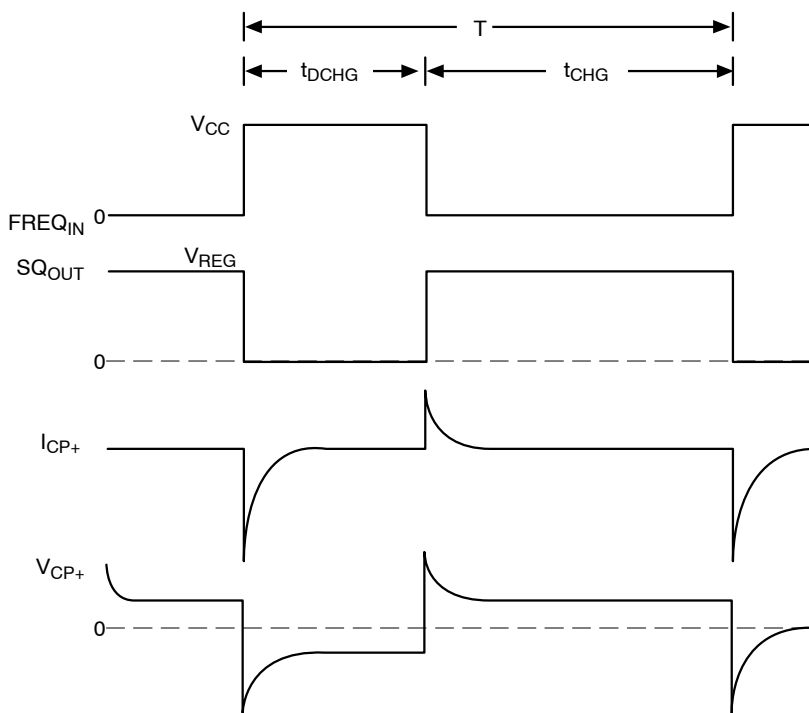 T
tDCHG
tCHG
VCC
0
FREQIN
VREG
SQOUT
0
ICP+
VCP+
0